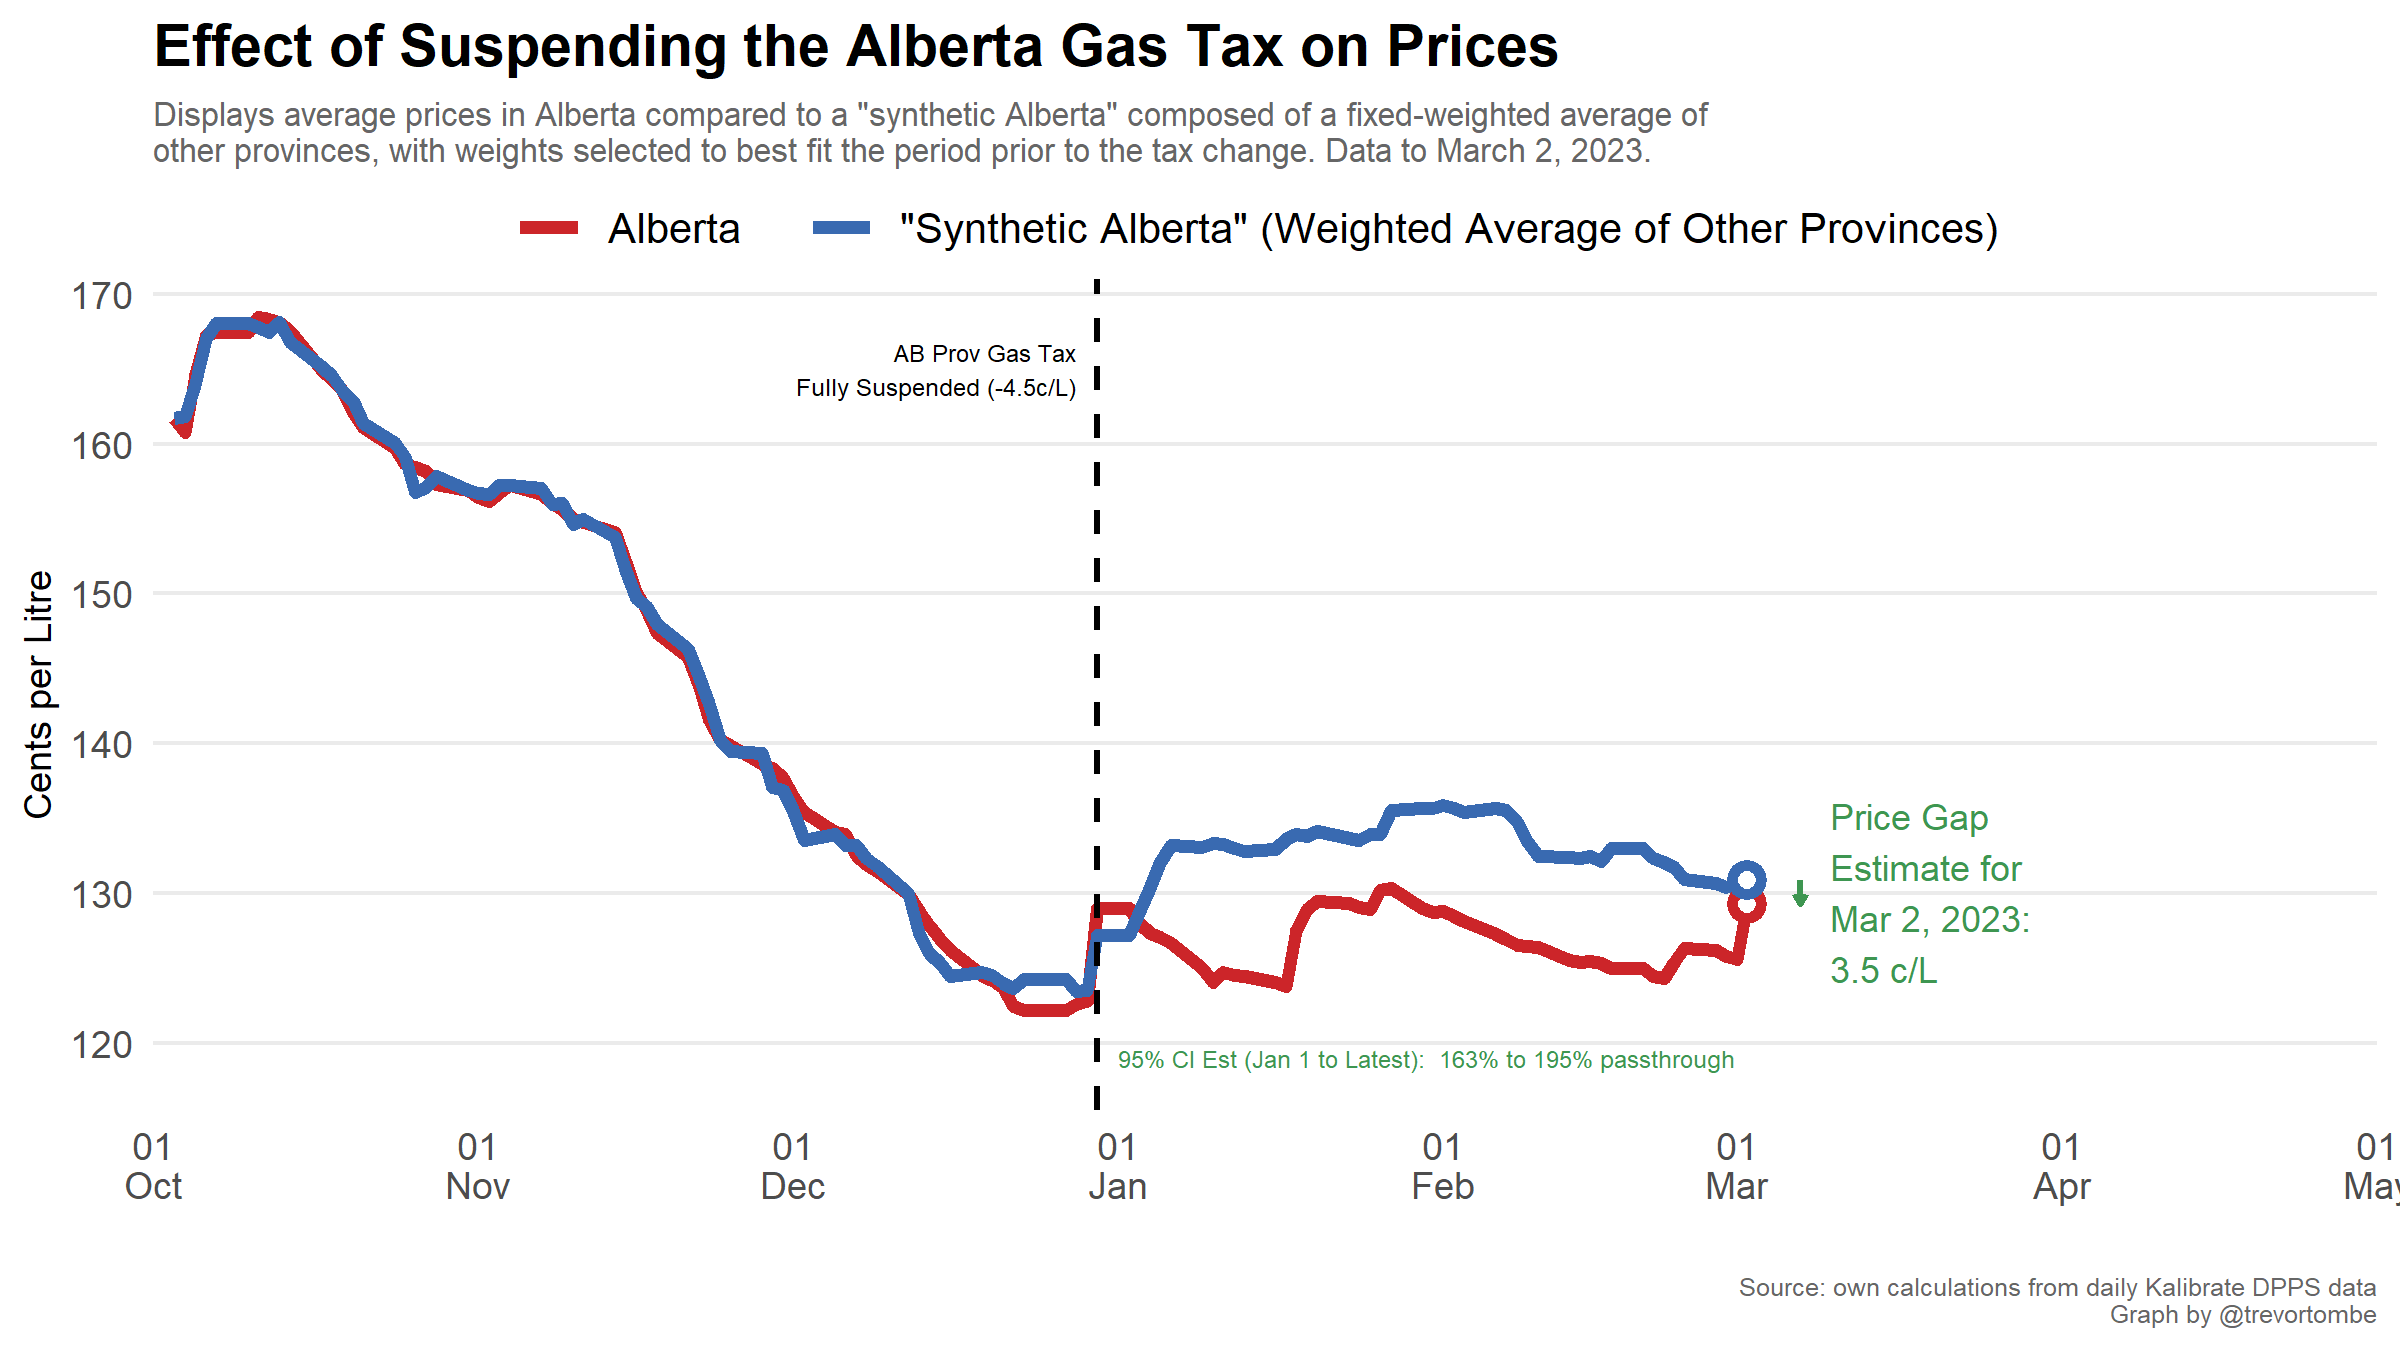 Effect of Suspending the Alberta Gas Tax on Prices
Displays average prices in Alberta compared to a "synthetic Alberta" composed of a fixed-weighted average of
other provinces, with weights selected to best fit the period prior to the tax change. Data to March 2, 2023.
Alberta
"Synthetic Alberta" (Weighted Average of Other Provinces)
Cents per Litre
170
160
150
140
130
120
AB Prov Gas Tax
Fully Suspended (-4.5c/L)
Price Gap
Estimate for
Mar 2, 2023:
3.5 c/L
95% CI Est (Jan 1 to Latest):  163% to 195% passthrough
01
Oct
01
Nov
01
Dec
01
Jan
01
Feb
01
Mar
01
Apr
01
May
Source: own calculations from daily Kalibrate DPPS data
Graph by @trevortombe